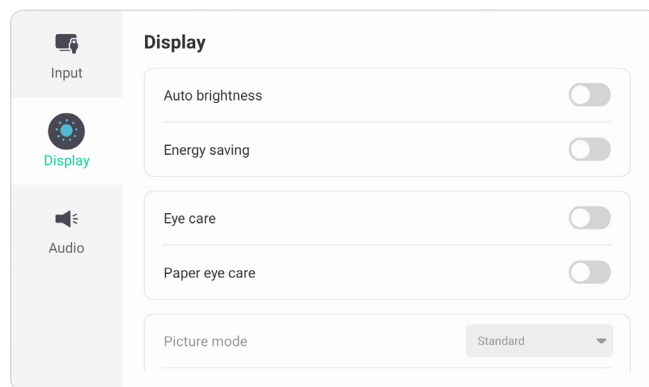 Input
Display
Audio
Display
Auto brightness
Energy saving
Eye care
Paper eye care
Picture mode
Standard